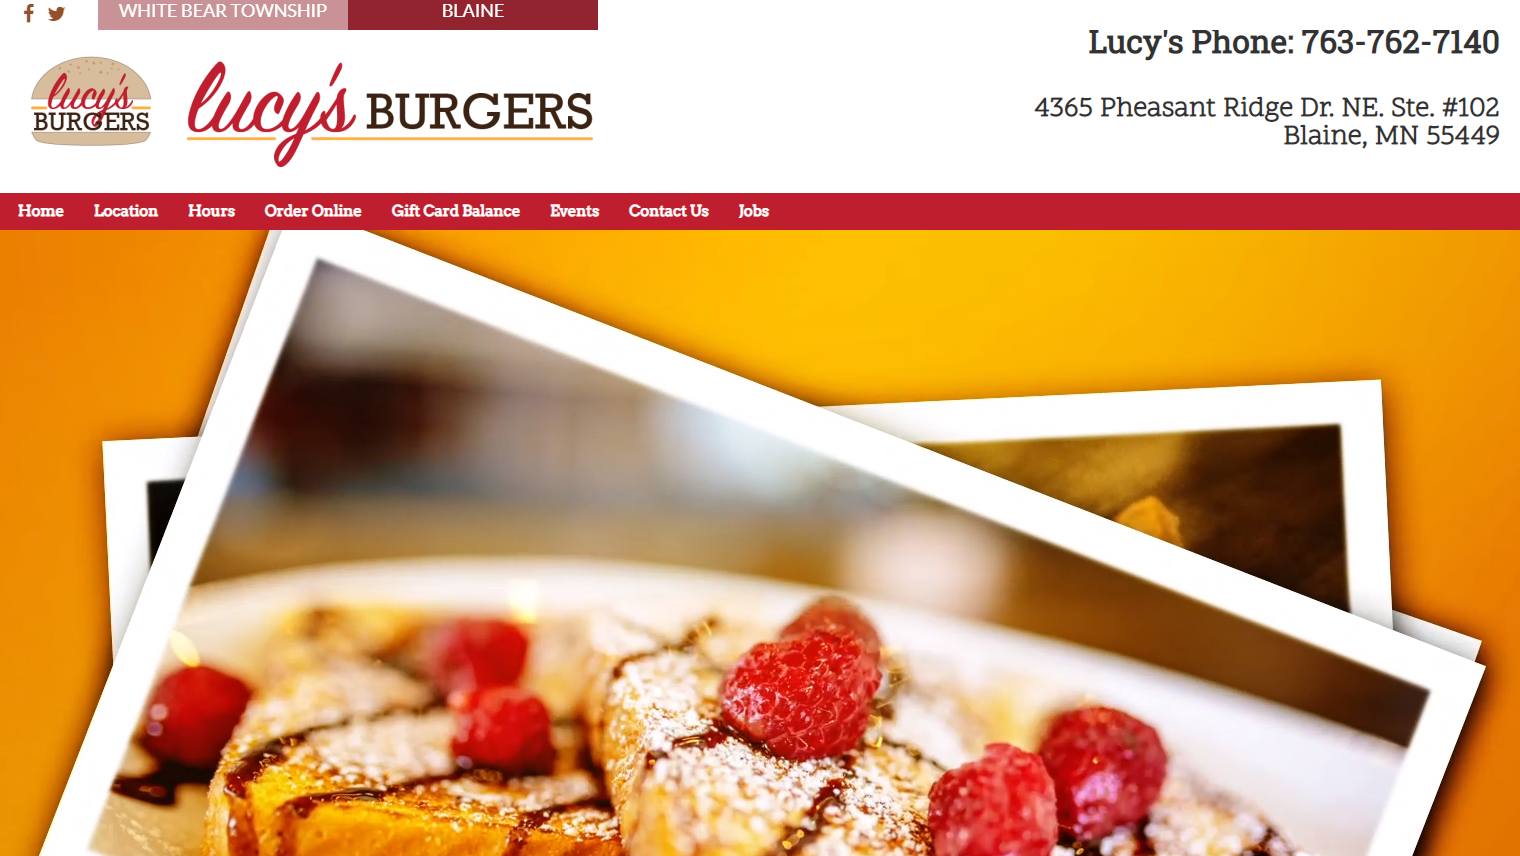 WHITE BEAR TOWNSHIP
BLAINE
Lucy's Phone: 763-762-7140
lucy's
BURGERS
lucy's BURGERS
4365 Pheasant Ridge Dr. NE. Ste. #102
Blaine, MN 55449
Home Location Hours Order Online Gift Card Balance Events Contact Us Jobs